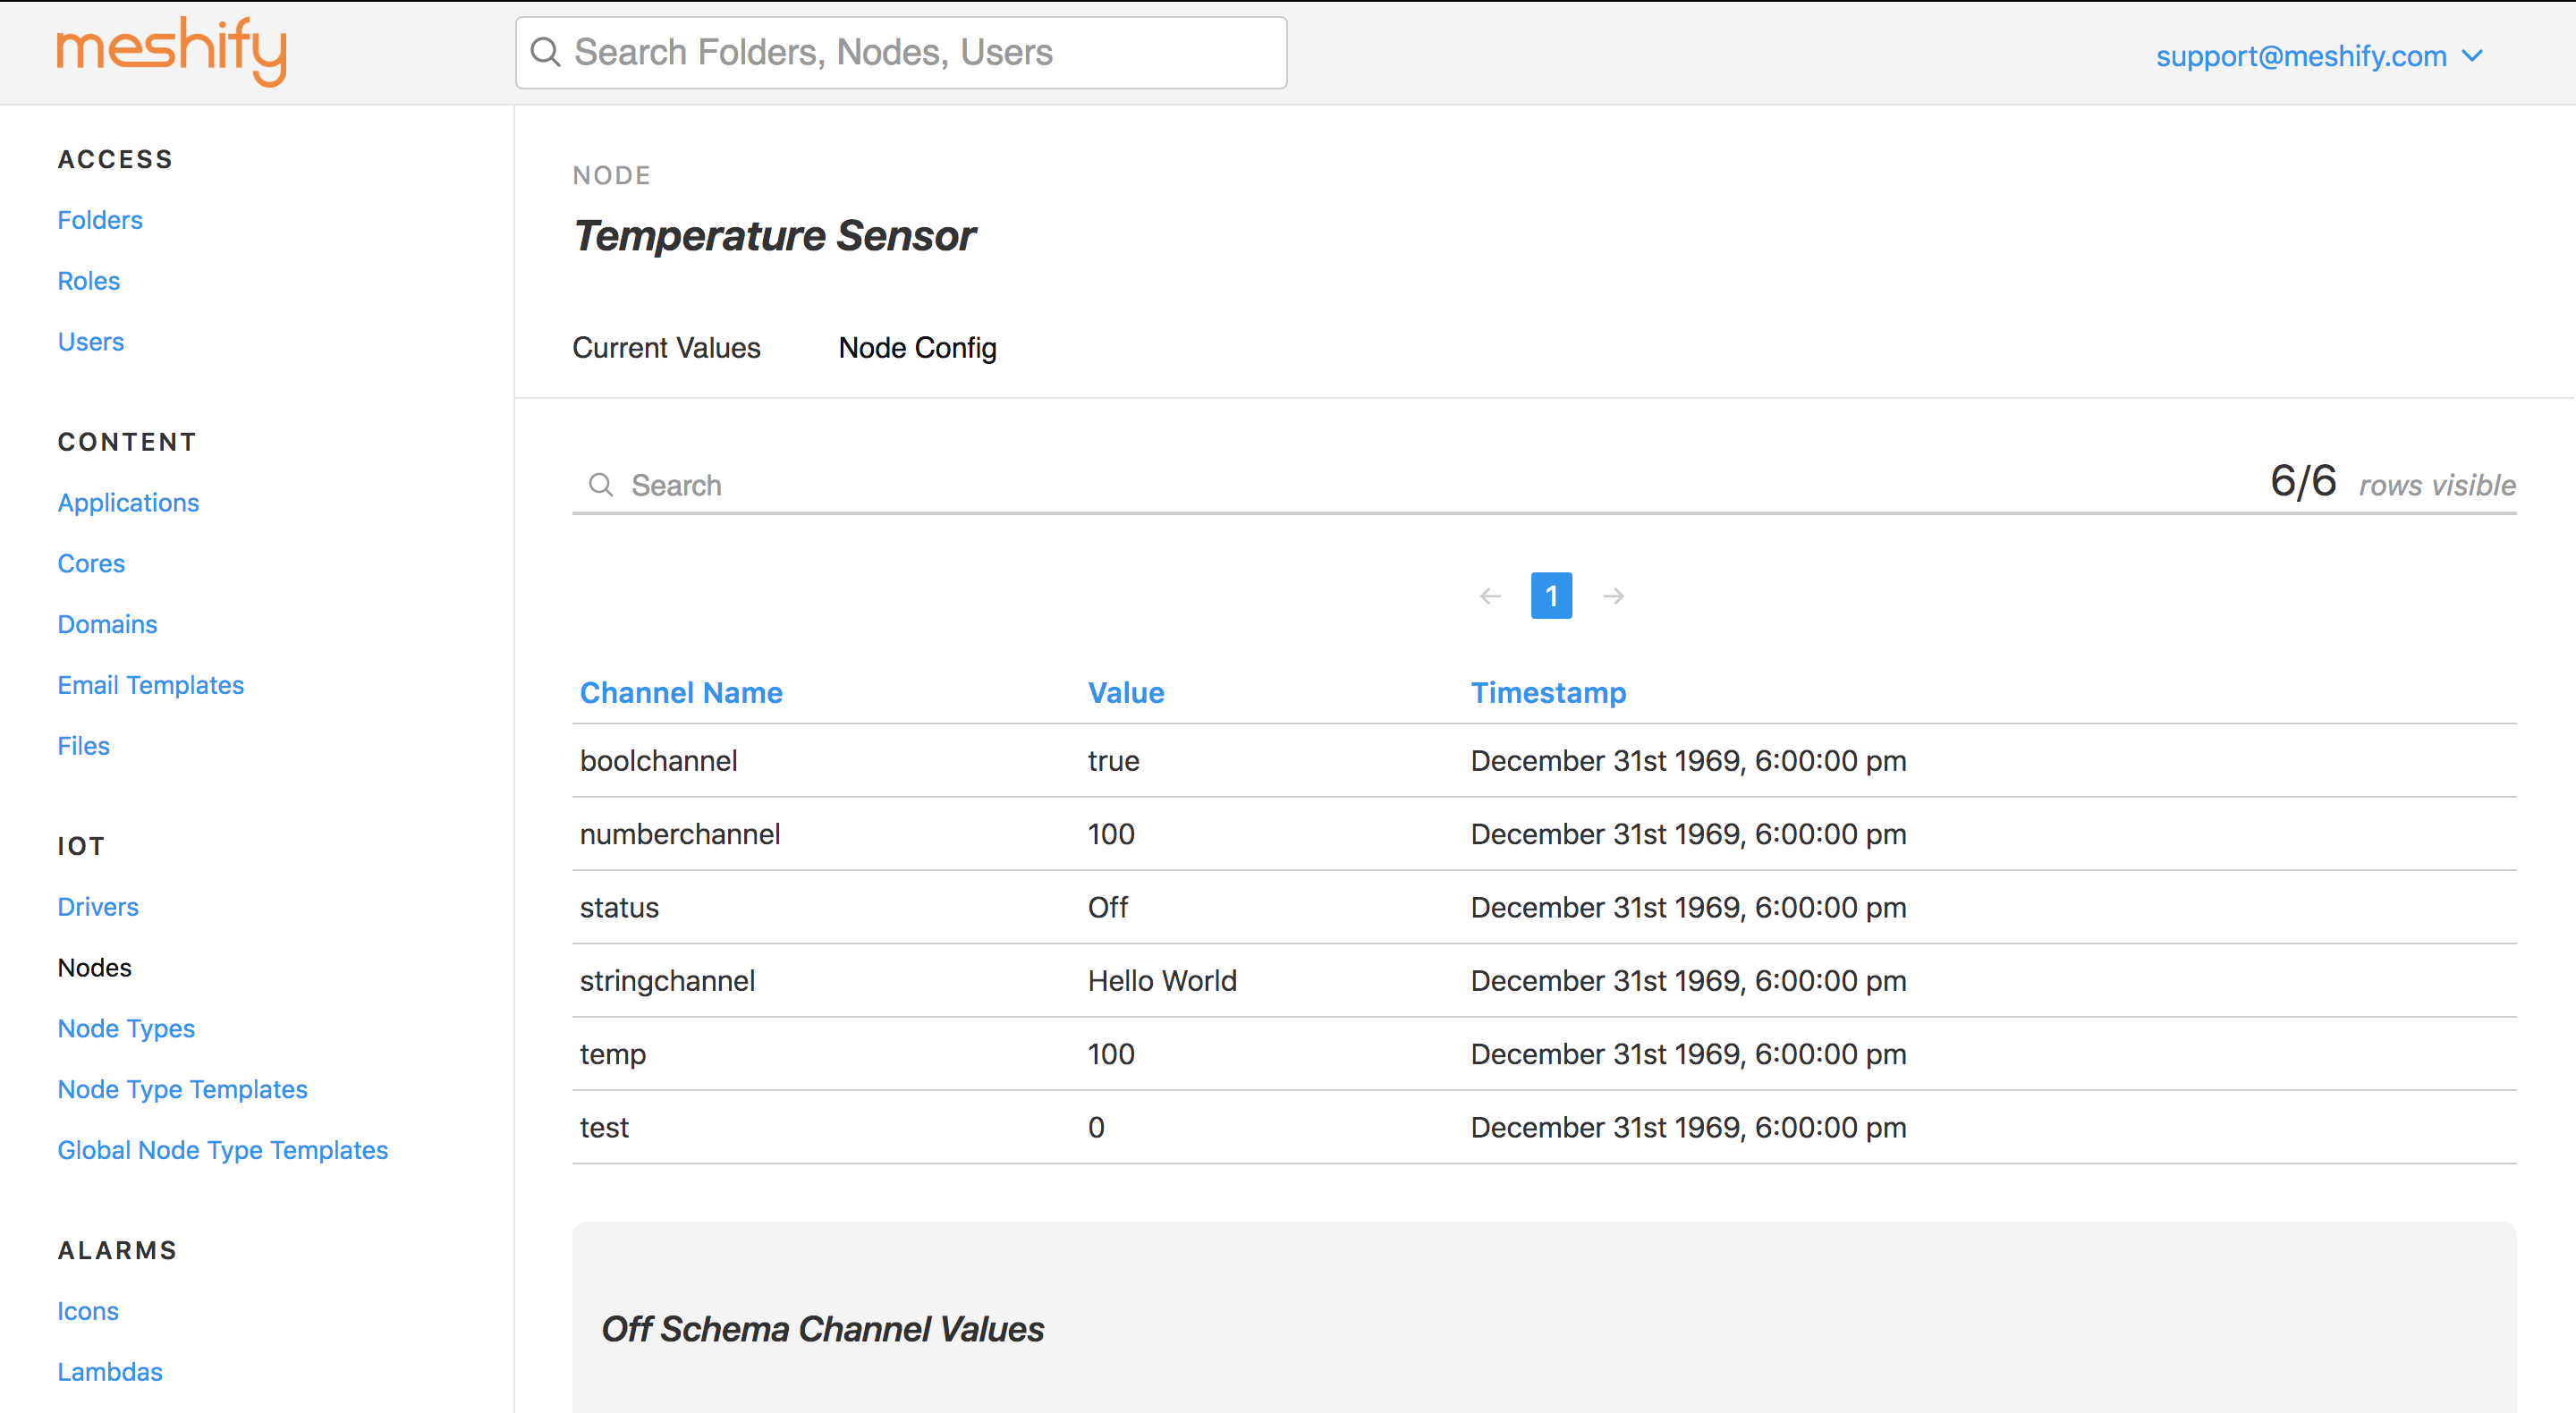 meshify
Search Folders, Nodes, Users
support@meshify.com
ACCESS
Folders
Roles
Users
CONTENT
Applications
Cores
Domains
Email Templates
Files
IOT
Drivers
Nodes
Node Types
Node Type Templates
Global Node Type Templates
ALARMS
Icons
Lambdas
NODE
Temperature Sensor
Current Values Node Config
Search 6/6 rows visible
1
Channel Name Value Timestamp
boolchannel true December 31st 1969, 6:00:00 pm
numberchannel 100 December 31st 1969, 6:00:00 pm
status Off December 31st 1969, 6:00:00 pm
stringchannel Hello World December 31st 1969, 6:00:00 pm
temp 100 December 31st 1969, 6:00:00 pm
test 0 December 31st 1969, 6:00:00 pm
Off Schema Channel Values